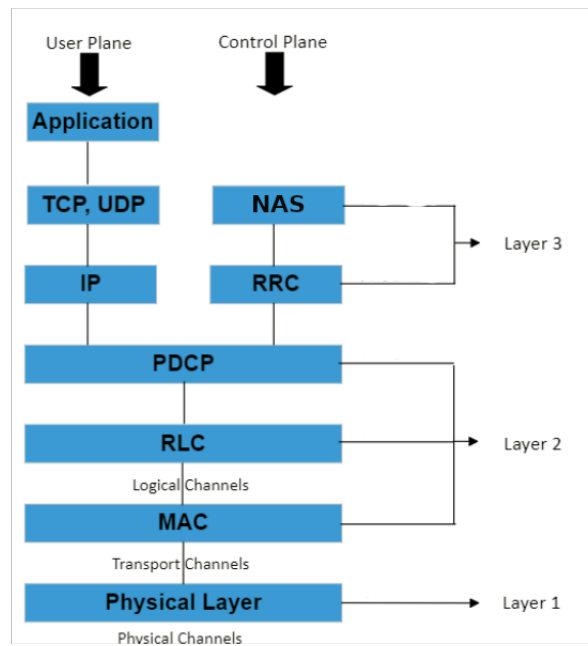 User Plane
Control Plane
Application
TCP, UDP
NAS
Layer 3
IP
RRC
PDCP
RLC
Layer 2
Logical Channels
MAC
Transport Channels
Physical Layer
Layer 1
Physical Channels